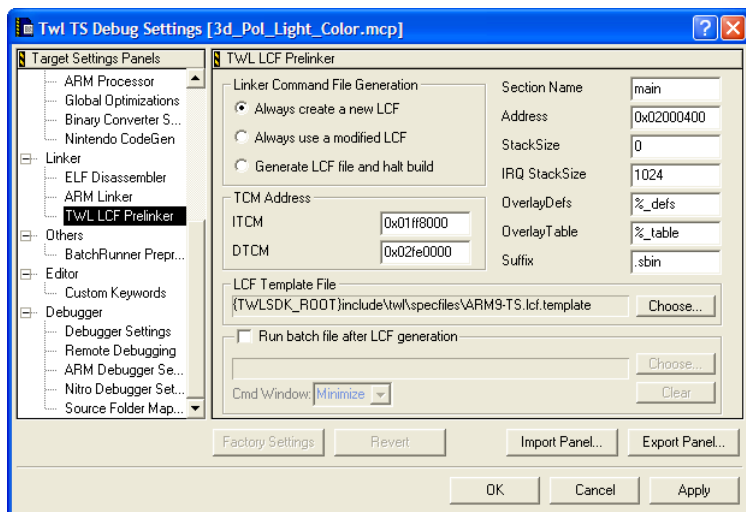 Twl TS Debug Settings [3d_Pol_Light_Color.mcp]
Target Settings Panels
ARM Processor
Global Optimizations
Binary Converter S...
Nintendo CodeGen
Linker
ELF Disassembler
ARM Linker
TWL LCF Prelinker
Others
BatchRunner Prepr...
Editor
Custom Keywords
Debugger
Debugger Settings
Remote Debugging
ARM Debugger Se...
Nitro Debugger Set...
Source Folder Map...
TWL LCF Prelinker
Linker Command File Generation
Always create a new LCF
Always use a modified LCF
Generate LCF file and halt build
TCM Address
ITCM 0x01ff8000
DTCM 0x02fe0000
Section Name main
Address 0x02000400
StackSize 0
IRQ StackSize 1024
OverlayDefs %_defs
OverlayTable %_table
Suffix .sbin
LCF Template File
{TWLSDK_ROOT}include\twl\specfiles\ARM9-TS.lcf.template Choose...
Run batch file after LCF generation
Choose...
Cmd Window: Minimize Clear
Factory Settings Revert Import Panel... Export Panel...
OK Cancel Apply